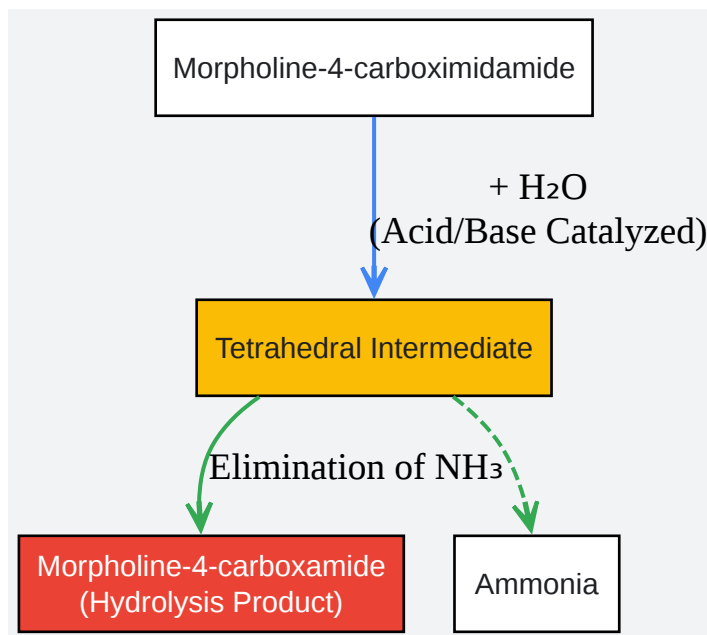 Morpholine-4-carboximidamide
+ H₂O
(Acid/Base Catalyzed)
Tetrahedral Intermediate
Elimination of NH₃
Morpholine-4-carboxamide
(Hydrolysis Product)
Ammonia